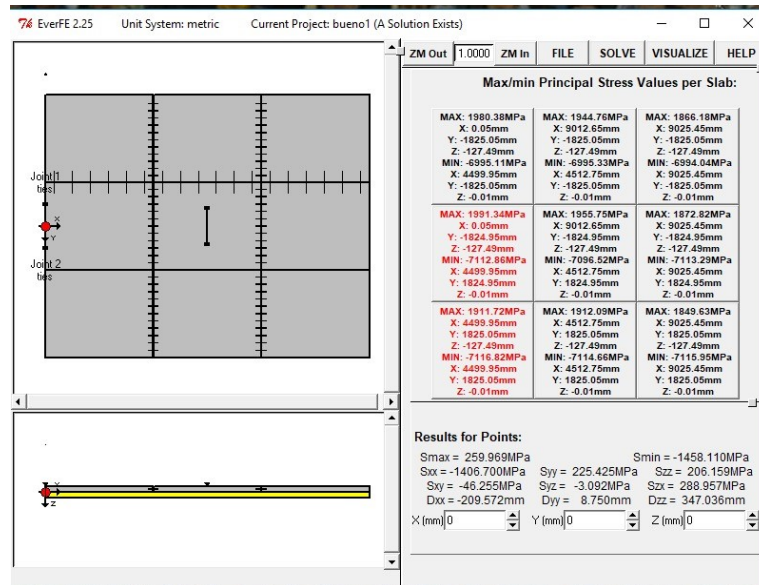 EverFE 2.25 Unit System: metric Current Project: bueno1 (A Solution Exists)
ZM Out 1.0000 ZM In FILE SOLVE VISUALIZE HELP
Max/min Principal Stress Values per Slab:
MAX: 1980.38MPa
X: 0.05mm
Y: -1825.05mm
Z: -127.49mm
MIN: -6995.11MPa
X: 4499.95mm
Y: -1825.05mm
Z: -0.01mm
MAX: 1944.76MPa
X: 9012.65mm
Y: -1825.05mm
Z: -127.49mm
MIN: -6995.33MPa
X: 4512.75mm
Y: -1825.05mm
Z: -0.01mm
MAX: 1866.18MPa
X: 9025.45mm
Y: -1825.05mm
Z: -127.49mm
MIN: -6994.04MPa
X: 9025.45mm
Y: -1825.05mm
Z: -0.01mm
MAX: 1991.34MPa
X: 0.05mm
Y: -1824.95mm
Z: -127.49mm
MIN: -7112.86MPa
X: 4499.95mm
Y: 1824.95mm
Z: -0.01mm
MAX: 1955.75MPa
X: 9012.65mm
Y: -1824.95mm
Z: -127.49mm
MIN: -7096.52MPa
X: 4512.75mm
Y: 1824.95mm
Z: -0.01mm
MAX: 1872.82MPa
X: 9025.45mm
Y: -1824.95mm
Z: -127.49mm
MIN: -7113.29MPa
X: 9025.45mm
Y: 1824.95mm
Z: -0.01mm
MAX: 1911.72MPa
X: 4499.95mm
Y: 1825.05mm
Z: -127.49mm
MIN: -7116.82MPa
X: 4499.95mm
Y: 1825.05mm
Z: -0.01mm
MAX: 1912.09MPa
X: 4512.75mm
Y: 1825.05mm
Z: -127.49mm
MIN: -7114.66MPa
X: 4512.75mm
Y: 1825.05mm
Z: -0.01mm
MAX: 1849.63MPa
X: 9025.45mm
Y: 1825.05mm
Z: -127.49mm
MIN: -7115.95MPa
X: 9025.45mm
Y: 1825.05mm
Z: -0.01mm
Joint 1
ties
X
Y
Joint 2
ties
X
Z
Results for Points:
Smax = 259.969MPa Smin = -1458.110MPa
Sxx = -1406.700MPa Syy = 225.425MPa Szz = 206.159MPa
Sxy = -46.255MPa Syz = -3.092MPa Szx = 288.957MPa
Dxx = -209.572mm Dyy = 8.750mm Dzz = 347.036mm
X (mm) 0 Y (mm) 0 Z (mm) 0